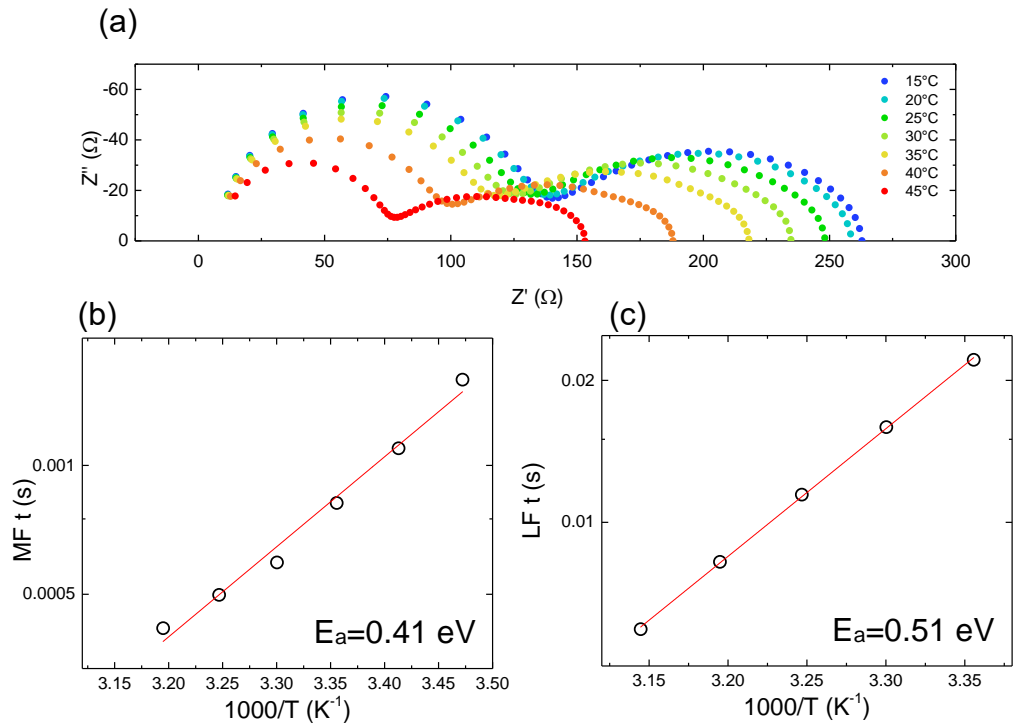 (a)
-60
-40
-20
0
Z'' (Ω)
0 50 100 150 200 250 300
Z' (Ω)
15°C
20°C
25°C
30°C
35°C
40°C
45°C
(b)
0.001
0.0005
MF t (s)
Ea=0.41 eV
3.15 3.20 3.25 3.30 3.35 3.40 3.45 3.50
1000/T (K-1)
(c)
0.02
0.01
LF t (s)
Ea=0.51 eV
3.15 3.20 3.25 3.30 3.35
1000/T (K-1)